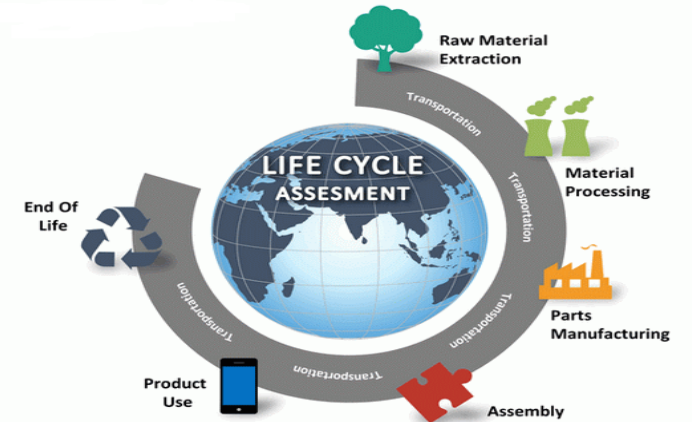 Raw Material
Extraction
Transportation
Material
Processing
Transportation
Parts
Manufacturing
Transportation
Assembly
Transportation
Product
Use
Transportation
End Of
Life
LIFE CYCLE
ASSESMENT